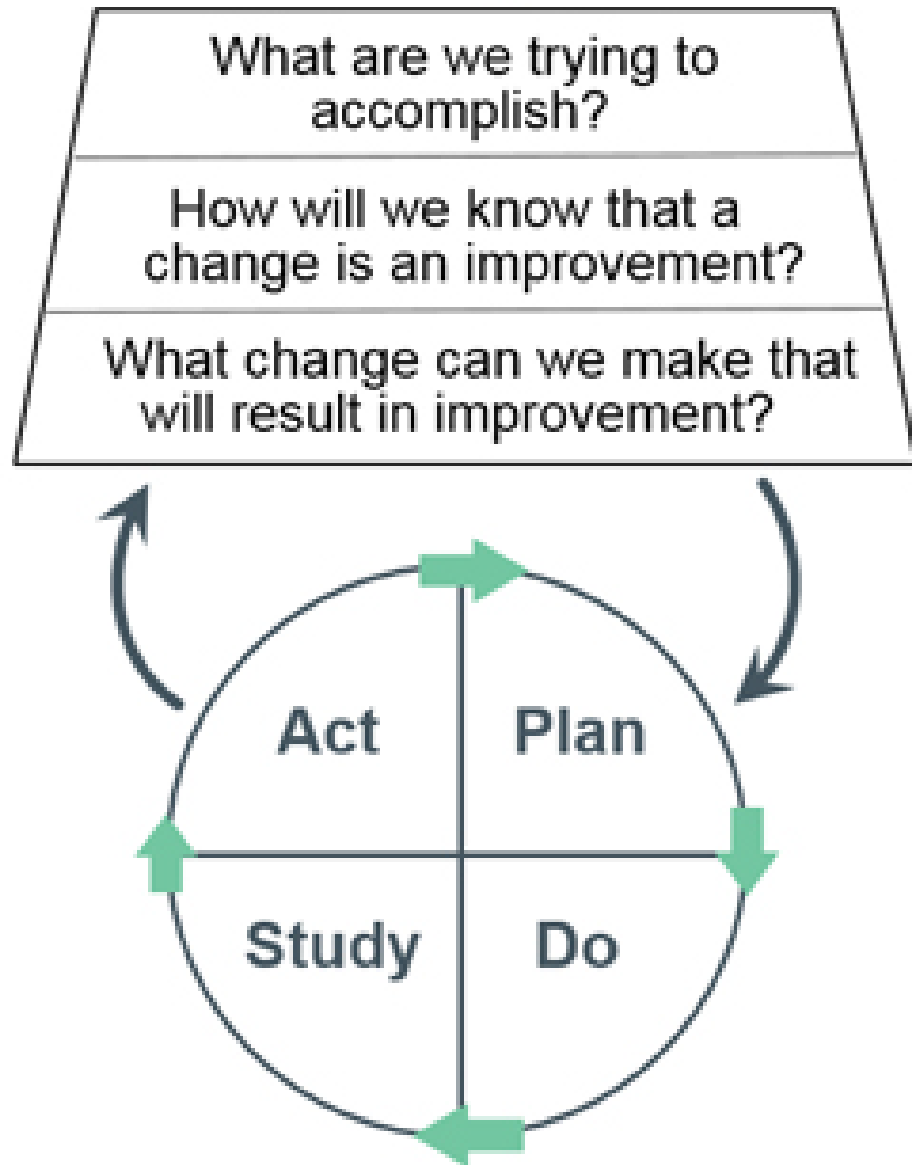 What are we trying to
accomplish?
How will we know that a
change is an improvement?
What change can we make that
will result in improvement?
Act
Plan
Study
Do